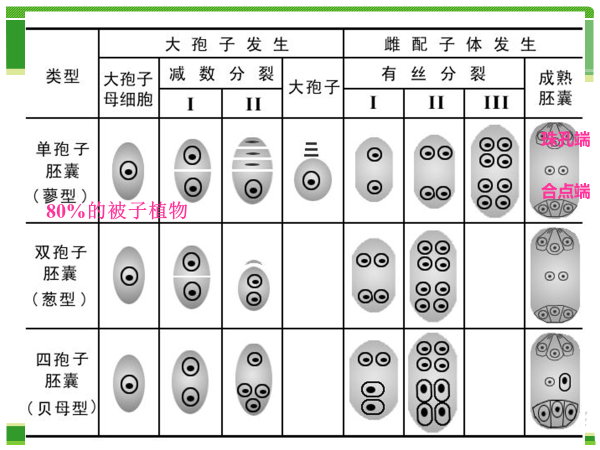 类型
大孢子发生
雌配子体发生
大孢子
母细胞
减数分裂
大孢子
有丝分裂
成熟
胚囊
I
II
I
II
III
单孢子
胚囊
（蓼型）
珠孔端
合点端
80%的被子植物
双孢子
胚囊
（葱型）
四孢子
胚囊
（贝母型）